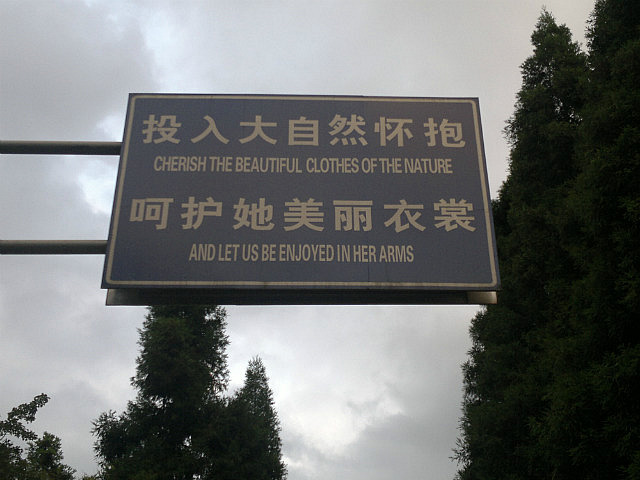 投入大自然怀抱
CHERISH THE BEAUTIFUL CLOTHES OF THE NATURE
呵护她美丽衣裳
AND LET US BE ENJOYED IN HER ARMS